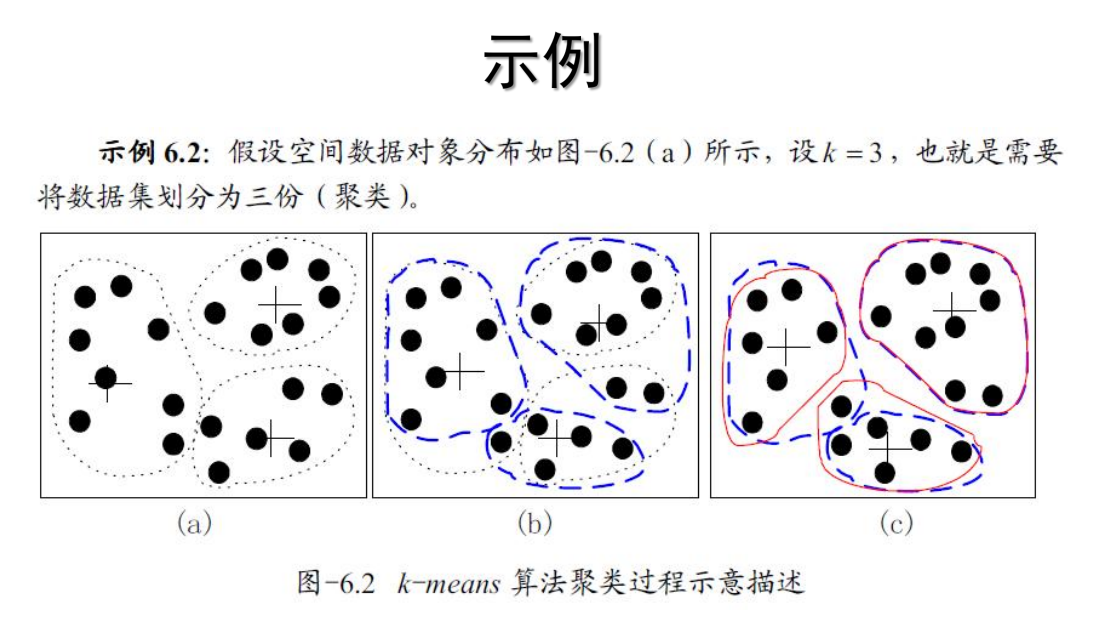 示例
示例 6.2：假设空间数据对象分布如图-6.2（a）所示，设 k = 3，也就是需要
将数据集划分为三份（聚类）。
(a)
(b)
(c)
图-6.2 k-means 算法聚类过程示意描述